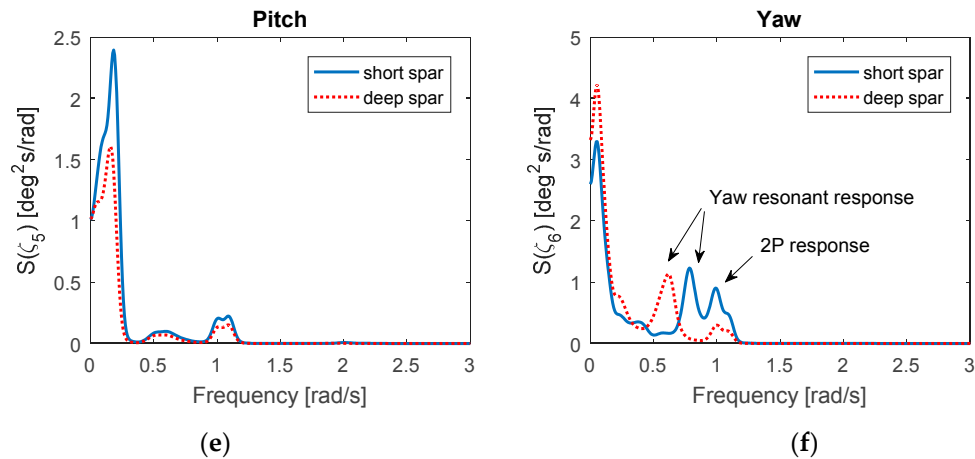 Pitch
2.5
2
1.5
1
0.5
0
0 0.5 1 1.5 2 2.5 3
S(ζ5) [deg²s/rad]
Frequency [rad/s]
short spar
deep spar
(e)
Yaw
5
4
3
2
1
0
0 0.5 1 1.5 2 2.5 3
S(ζ6) [deg²s/rad]
Frequency [rad/s]
short spar
deep spar
Yaw resonant response
2P response
(f)